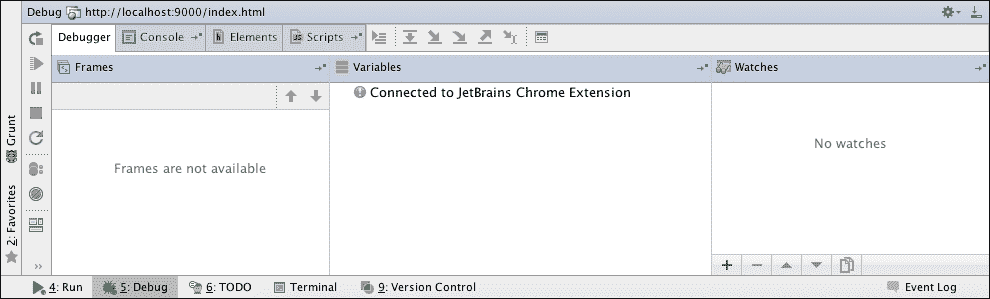 Debug http://localhost:9000/index.html
Debugger Console Elements Scripts
Frames Variables Watches
Connected to JetBrains Chrome Extension
No watches
Frames are not available
Grunt
2: Favorites
4: Run 5: Debug 6: TODO Terminal 9: Version Control Event Log